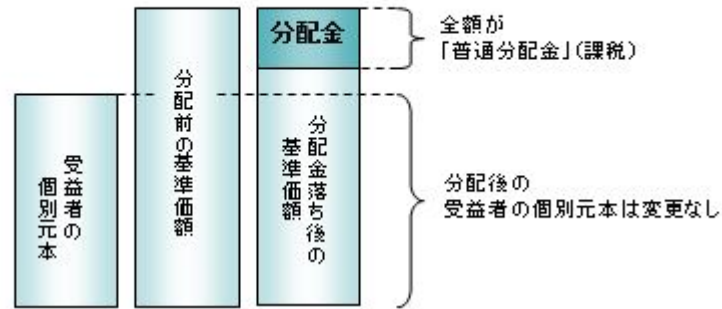 分配金
全額が
「普通分配金」(課税)
受益者の
個別元本
分配前の基準価額
分配金落ち後の
基準価額
分配後の
受益者の個別元本は変更なし